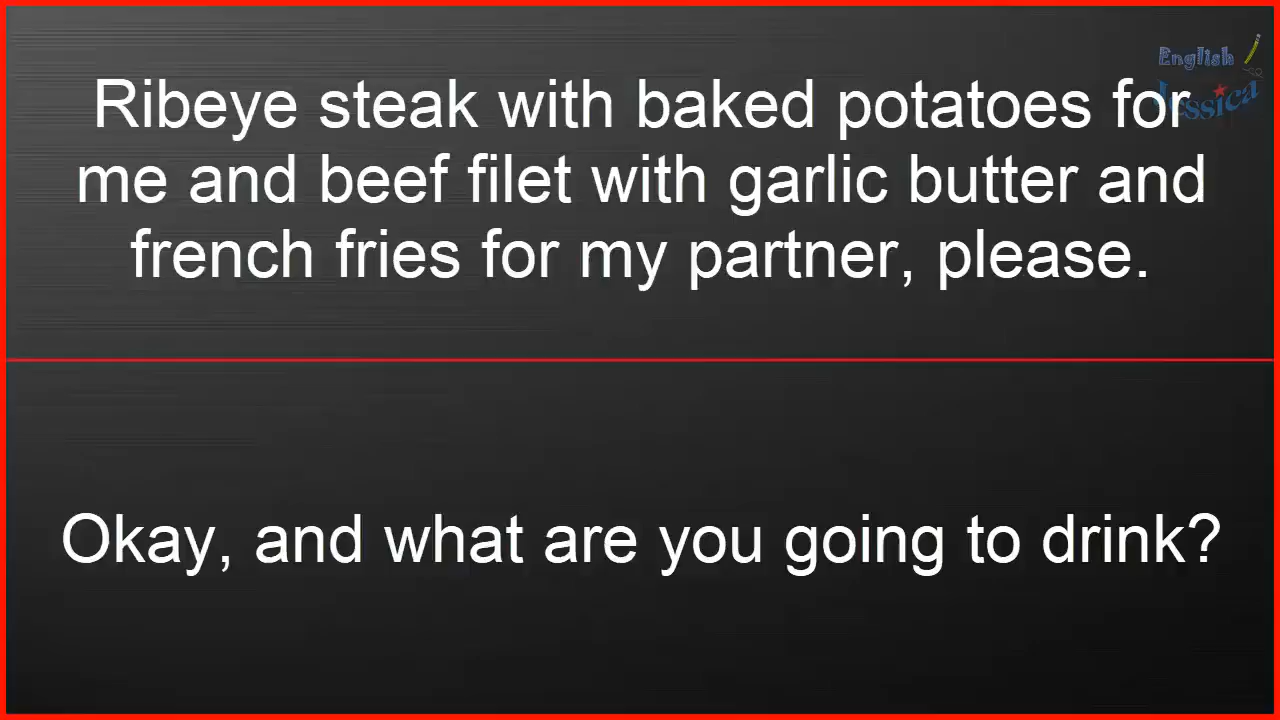 English
Jessica
Ribeye steak with baked potatoes for
me and beef filet with garlic butter and
french fries for my partner, please.
Okay, and what are you going to drink?